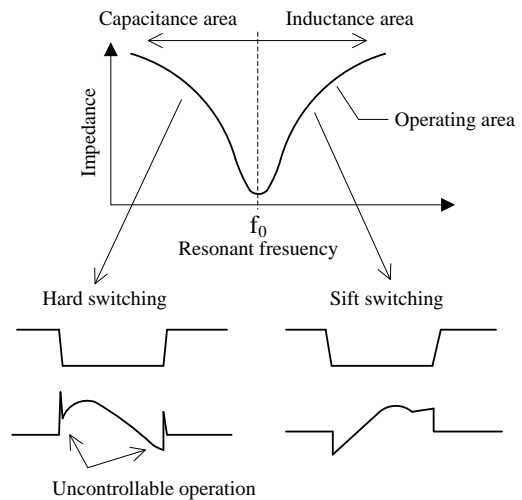 Capacitance area
Inductance area
Impedance
Operating area
f0
Resonant fresuency
Hard switching
Sift switching
Uncontrollable operation